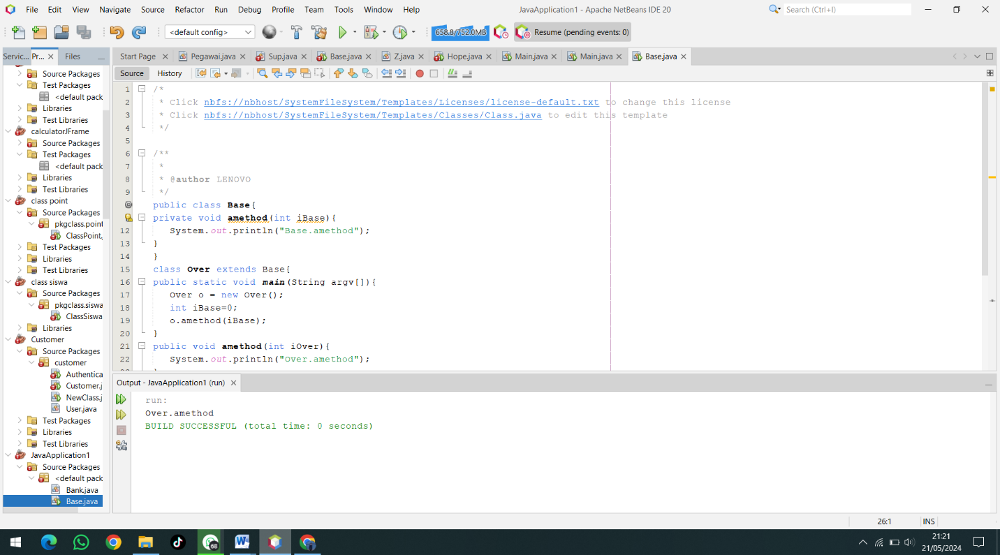 File Edit View Navigate Source Refactor Run Debug Profile Team Tools Window Help
JavaApplication1 - Apache NetBeans IDE 20
Search (Ctrl+I)
<default config>
658.8/752.0MB
Resume (pending events: 0)
Servic... Pr... Files
Start Page Pegawai.java Sup.java Base.java Z.java Hope.java Main.java Main.java Base.java
Source History
Source Packages
Test Packages
<default pack
Libraries
Test Libraries
calculatorJFrame
Source Packages
Test Packages
<default pack
Libraries
Test Libraries
class point
Source Packages
pkgclass.point
ClassPoint.
Test Packages
Libraries
Test Libraries
class siswa
Source Packages
pkgclass.siswa
ClassSiswa
Libraries
Customer
Source Packages
customer
Authentica
Customer.j
NewClass.j
User.java
Test Packages
Libraries
Test Libraries
JavaApplication1
Source Packages
<default pack
Bank.java
Base.java
1 /*
2 * Click nbfs://nbhost/SystemFileSystem/Templates/Licenses/license-default.txt to change this license
3 * Click nbfs://nbhost/SystemFileSystem/Templates/Classes/Class.java to edit this template
4 */
5
6 /**
7 *
8 * @author LENOVO
9 */
public class Base{
private void amethod(int iBase){
12 System.out.println("Base.amethod");
13 }
14 }
15 class Over extends Base{
16 public static void main(String argv[]){
17 Over o = new Over();
18 int iBase=0;
19 o.amethod(iBase);
20 }
21 public void amethod(int iOver){
22 System.out.println("Over.amethod");
Output - JavaApplication1 (run)
run:
Over.amethod
BUILD SUCCESSFUL (total time: 0 seconds)
26:1 INS
68
21:21
21/05/2024